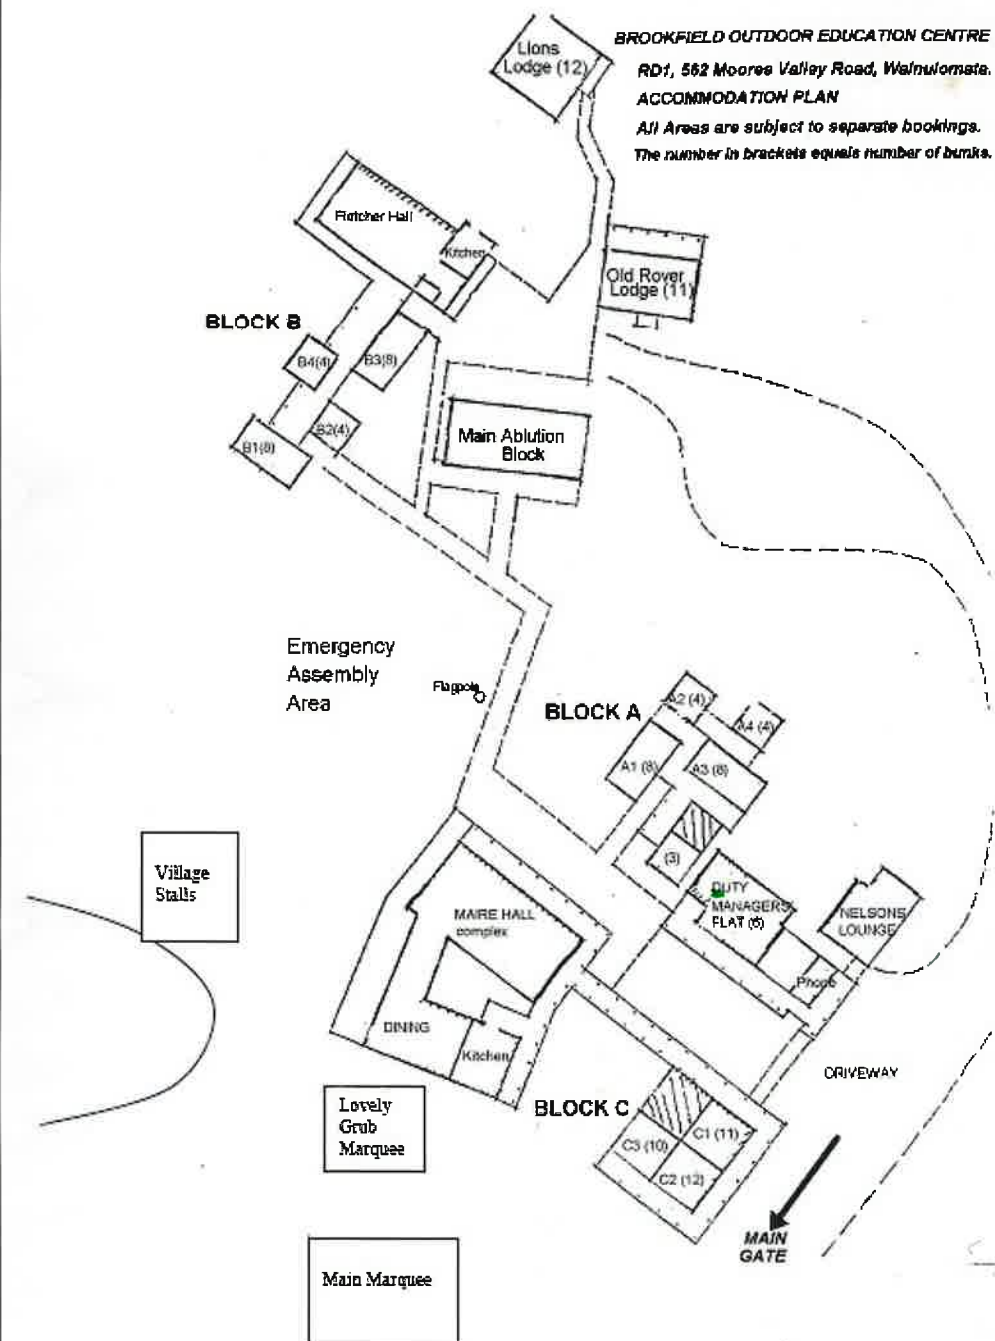 BROOKFIELD OUTDOOR EDUCATION CENTRE
RD1, 562 Moores Valley Road, Wainuiomata.
ACCOMMODATION PLAN
All Areas are subject to separate bookings.
The number in brackets equals number of bunks.
Lions
Lodge (12)
Fletcher Hall
Kitchen
Old Rover
Lodge (11)
BLOCK B
B4(4)
B3(8)
B2(4)
B1(8)
Main Ablution
Block
Emergency
Assembly
Area
Flagpole
BLOCK A
A2 (4)
A4 (4)
A1 (8)
A3 (8)
(3)
Village
Stalls
DUTY
MANAGERS
FLAT (6)
NELSONS
LOUNGE
MAIRE HALL
complex
Phone
DINING
Kitchen
DRIVEWAY
Lovely
Grub
Marquee
BLOCK C
C1 (11)
C3 (10)
C2 (12)
MAIN
GATE
Main Marquee